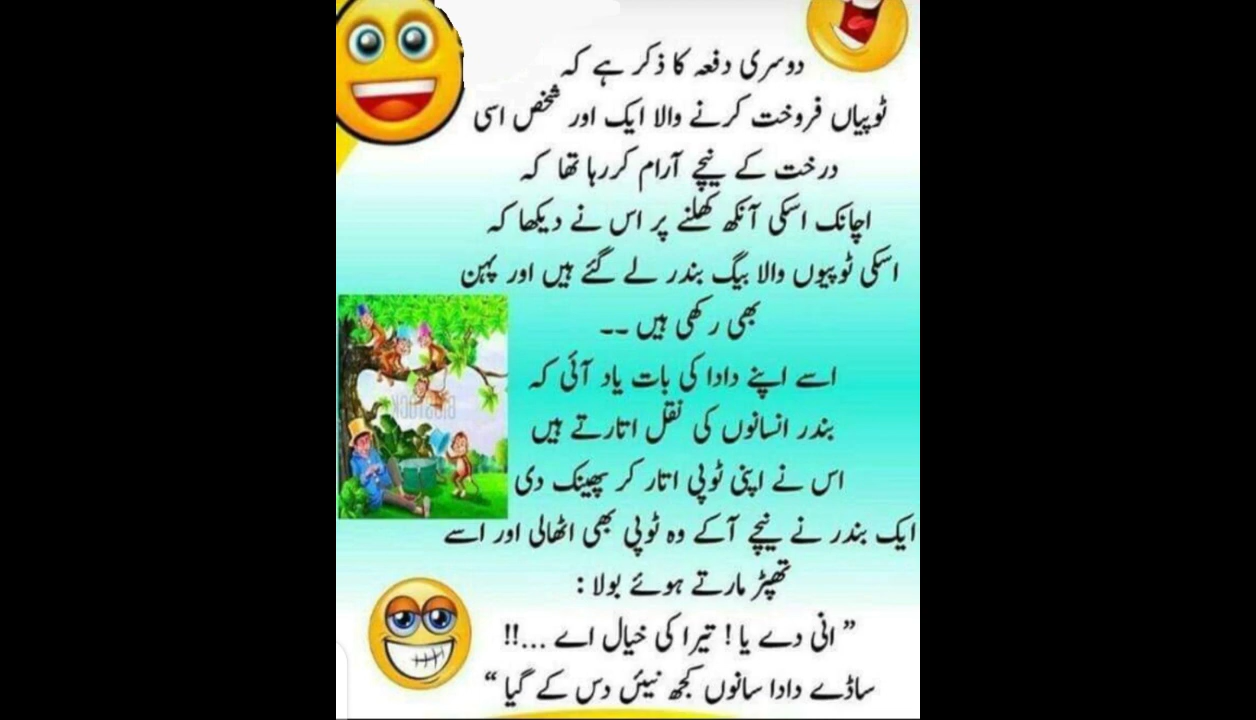 دوسری دفعہ کا ذکر ہے کہ
ٹوپیاں فروخت کرنے والا ایک اور شخص اسی
درخت کے نیچے آرام کررہا تھا کہ
اچانک اسکی آنکھ کھلنے پر اس نے دیکھا کہ
اسکی ٹوپیوں والا بیگ بندر لے گئے ہیں اور پہن
بھی رکھی ہیں --
اسے اپنے دادا کی بات یاد آئی کہ
بندر انسانوں کی نقل اتارتے ہیں
اس نے اپنی ٹوپی اتار کر پھینک دی
ایک بندر نے نیچے آکے وہ ٹوپی بھی اٹھالی اور اسے
تھپڑ مارتے ہوئے بولا :
” انی دے یا ! تیرا کی خیال اے ...!!
ساڈے دادا سانوں کجھ نیئں دس کے گیا “
BIGSTOCK